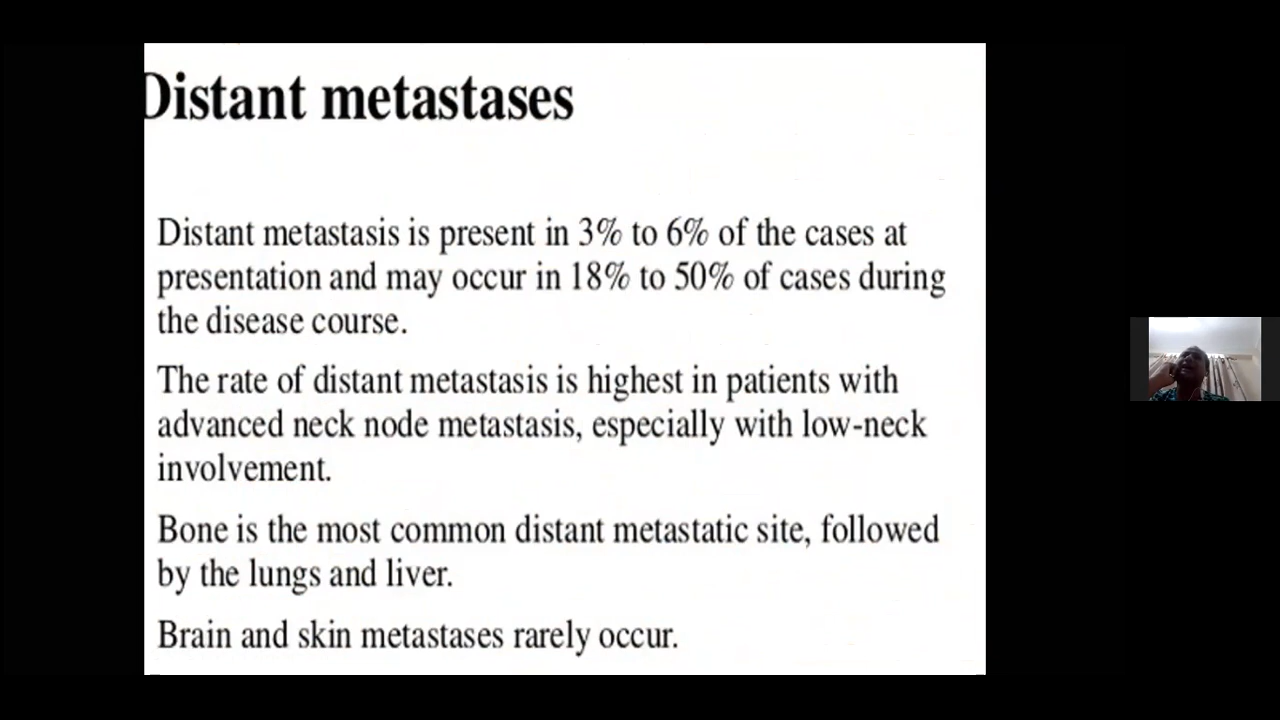 Distant metastases
Distant metastasis is present in 3% to 6% of the cases at
presentation and may occur in 18% to 50% of cases during
the disease course.
The rate of distant metastasis is highest in patients with
advanced neck node metastasis, especially with low-neck
involvement.
Bone is the most common distant metastatic site, followed
by the lungs and liver.
Brain and skin metastases rarely occur.